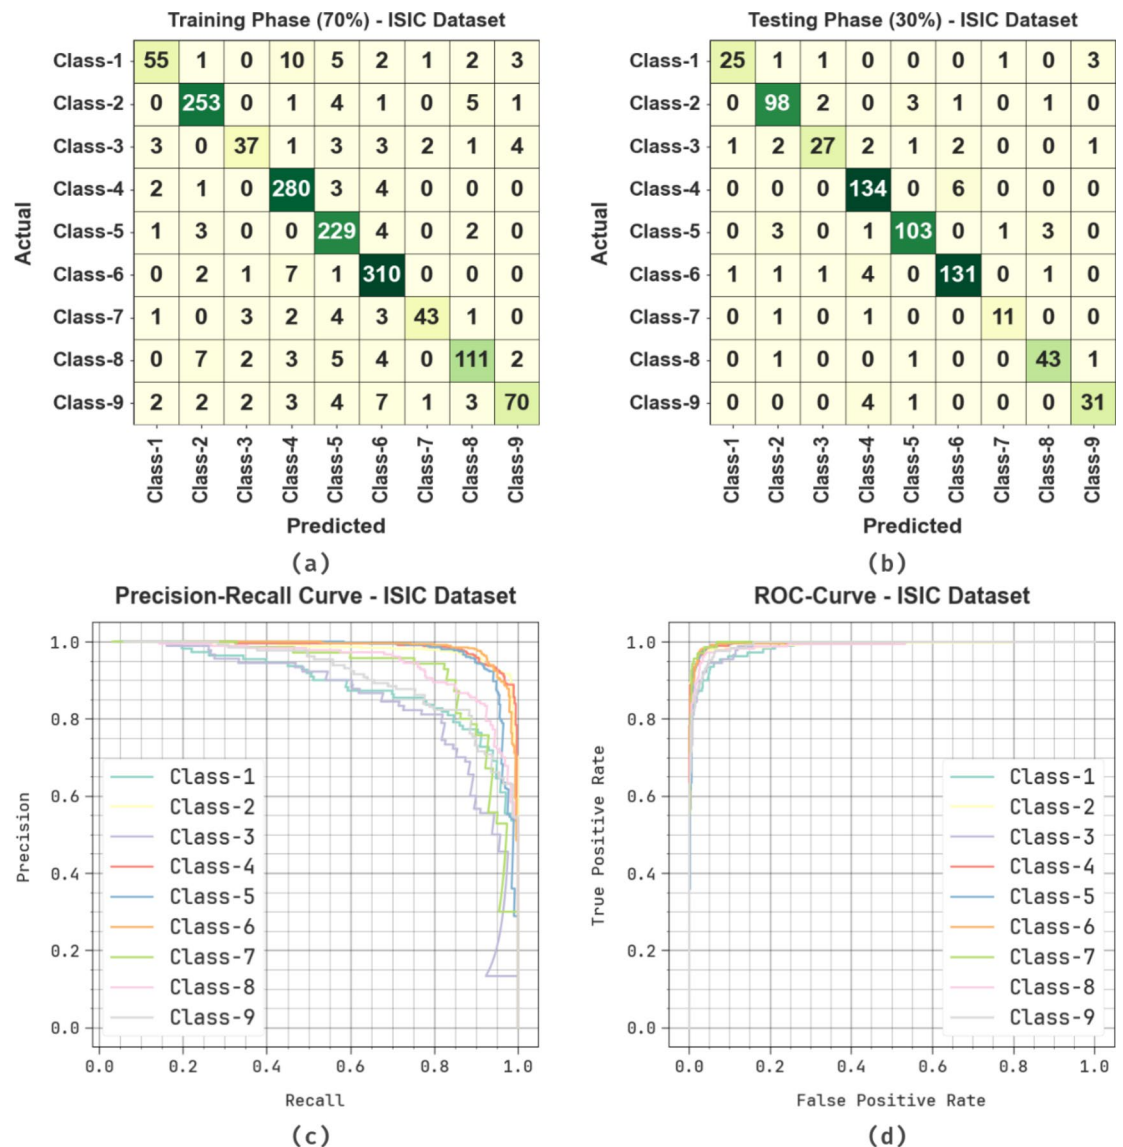 Training Phase (70%) - ISIC Dataset
Class-1 55 1 0 10 5 2 1 2 3
Class-2 0 253 0 1 4 1 0 5 1
Class-3 3 0 37 1 3 3 2 1 4
Class-4 2 1 0 280 3 4 0 0 0
Class-5 1 3 0 0 229 4 0 2 0
Class-6 0 2 1 7 1 310 0 0 0
Class-7 1 0 3 2 4 3 43 1 0
Class-8 0 7 2 3 5 4 0 111 2
Class-9 2 2 2 3 4 7 1 3 70
Actual
Class-1 Class-2 Class-3 Class-4 Class-5 Class-6 Class-7 Class-8 Class-9
Predicted
(a)
Testing Phase (30%) - ISIC Dataset
Class-1 25 1 1 0 0 0 1 0 3
Class-2 0 98 2 0 3 1 0 1 0
Class-3 1 2 27 2 1 2 0 0 1
Class-4 0 0 0 134 0 6 0 0 0
Class-5 0 3 0 1 103 0 1 3 0
Class-6 1 1 1 4 0 131 0 1 0
Class-7 0 1 0 1 0 0 11 0 0
Class-8 0 1 0 0 1 0 0 43 1
Class-9 0 0 0 4 1 0 0 0 31
Actual
Class-1 Class-2 Class-3 Class-4 Class-5 Class-6 Class-7 Class-8 Class-9
Predicted
(b)
Precision-Recall Curve - ISIC Dataset
1.0
0.8
0.6
0.4
0.2
0.0
Precision
Class-1
Class-2
Class-3
Class-4
Class-5
Class-6
Class-7
Class-8
Class-9
0.0 0.2 0.4 0.6 0.8 1.0
Recall
(c)
ROC-Curve - ISIC Dataset
1.0
0.8
0.6
0.4
0.2
0.0
True Positive Rate
Class-1
Class-2
Class-3
Class-4
Class-5
Class-6
Class-7
Class-8
Class-9
0.0 0.2 0.4 0.6 0.8 1.0
False Positive Rate
(d)